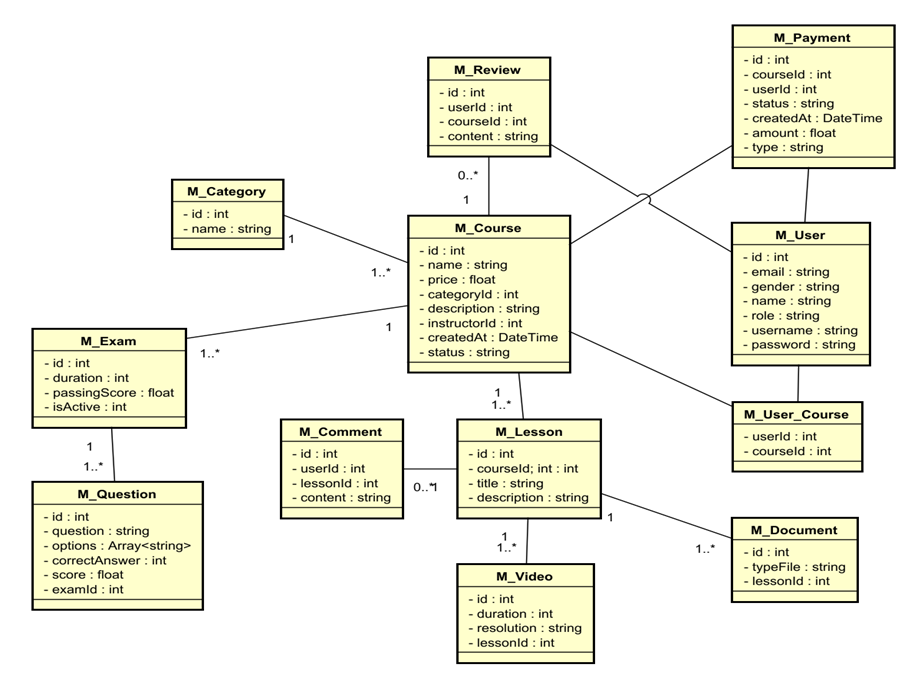 M_Payment
- id : int
- courseId : int
- userId : int
- status : string
- createdAt : DateTime
- amount : float
- type : string
M_Review
- id : int
- userId : int
- courseId : int
- content : string
0..*
1
M_Category
- id : int
- name : string
1
1..*
M_Course
- id : int
- name : string
- price : float
- categoryId : int
- description : string
- instructorId : int
- createdAt : DateTime
- status : string
M_User
- id : int
- email : string
- gender : string
- name : string
- role : string
- username : string
- password : string
1
1..*
M_Exam
- id : int
- duration : int
- passingScore : float
- isActive : int
1
1..*
M_Question
- id : int
- question : string
- options : Array<string>
- correctAnswer : int
- score : float
- examId : int
1
1..*
M_User_Course
- userId : int
- courseId : int
M_Comment
- id : int
- userId : int
- lessonId : int
- content : string
0..*
1
M_Lesson
- id : int
- courseId; int : int
- title : string
- description : string
1
1..*
M_Document
- id : int
- typeFile : string
- lessonId : int
1
1..*
M_Video
- id : int
- duration : int
- resolution : string
- lessonId : int